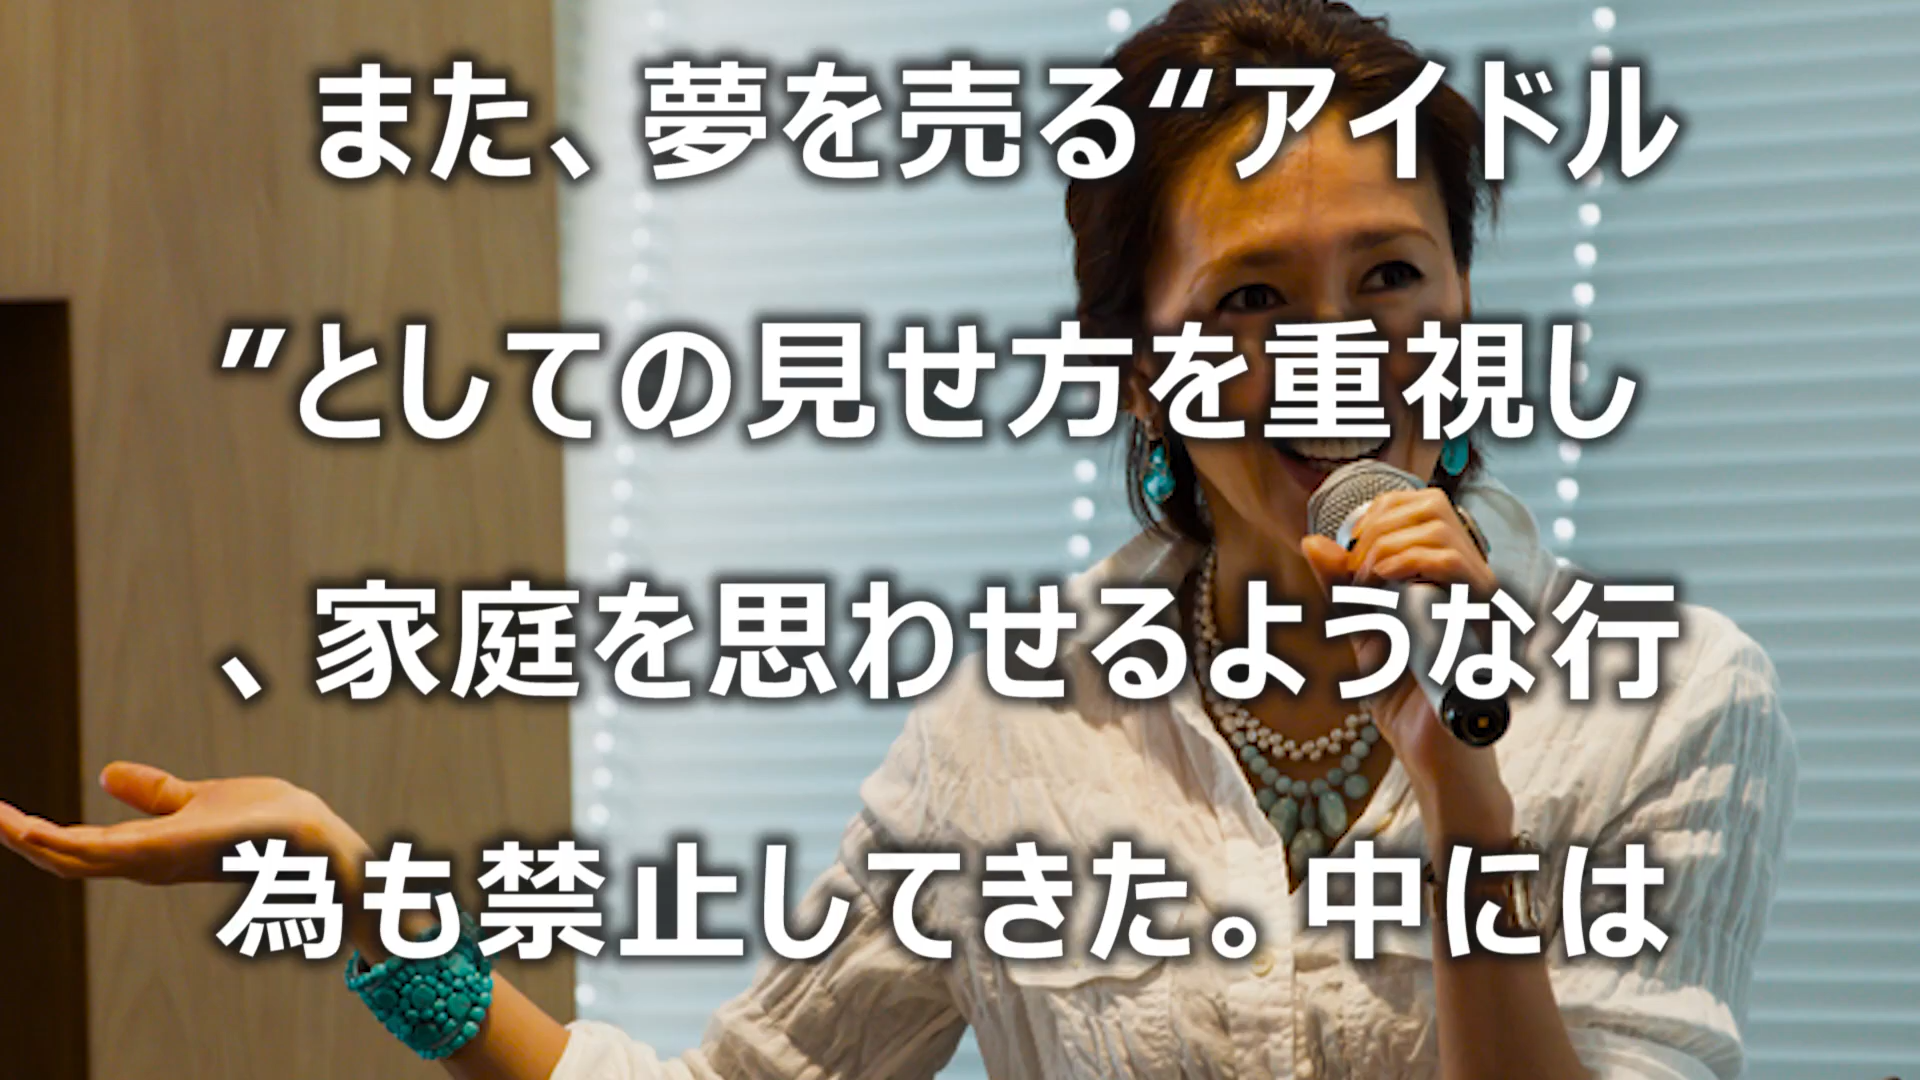 また、夢を売る“アイドル
”としての見せ方を重視し
、家庭を思わせるような行
為も禁止してきた。中には